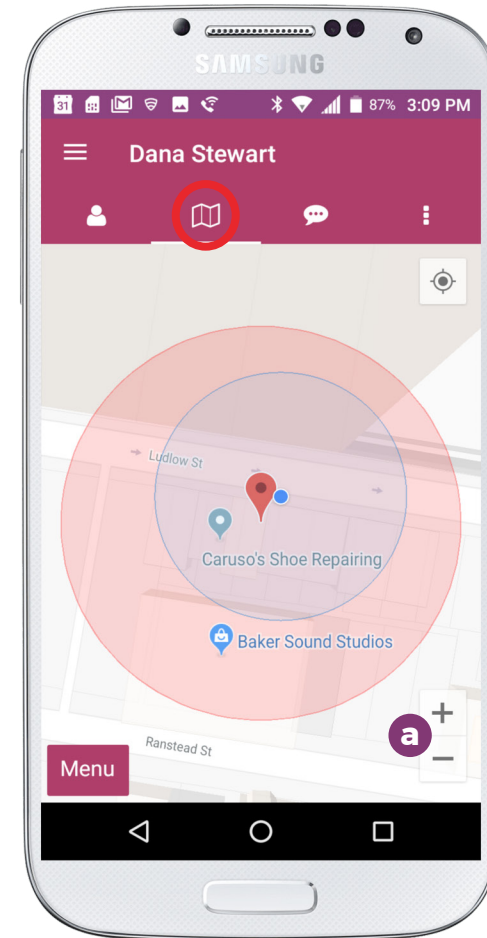 SAMSUNG
31 87% 3:09 PM
Dana Stewart
Ludlow St
Caruso's Shoe Repairing
Baker Sound Studios
a
Ranstead St
Menu